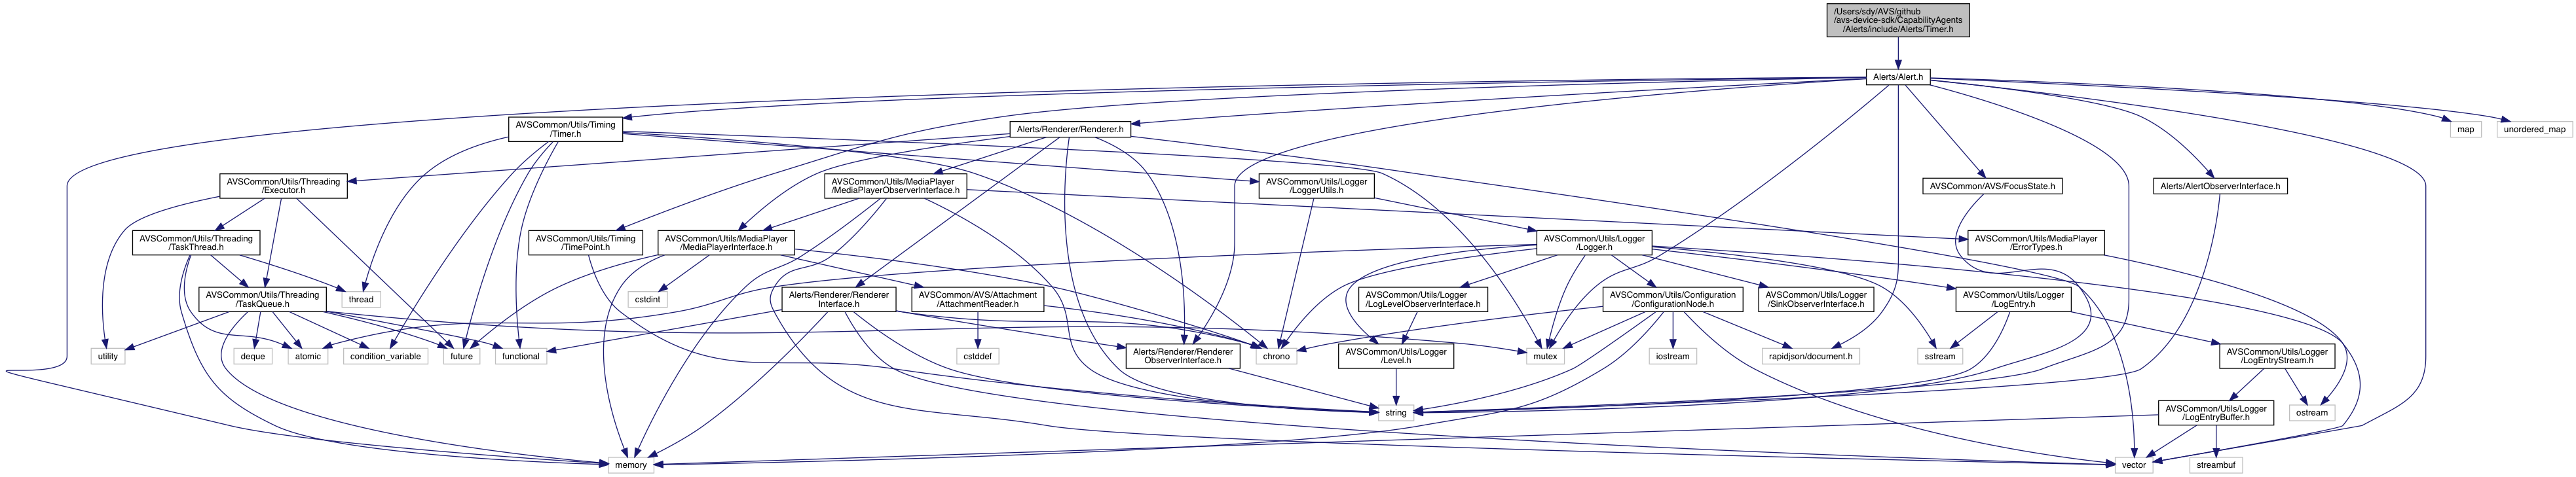 /Users/sdy/AVS/github
/avs-device-sdk/CapabilityAgents
/Alerts/include/Alerts/Timer.h
Alerts/Alert.h
AVSCommon/Utils/Timing
/Timer.h
Alerts/Renderer/Renderer.h
map
unordered_map
AVSCommon/Utils/Threading
/Executor.h
AVSCommon/Utils/MediaPlayer
/MediaPlayerObserverInterface.h
AVSCommon/Utils/Logger
/LoggerUtils.h
AVSCommon/AVS/FocusState.h
Alerts/AlertObserverInterface.h
AVSCommon/Utils/Threading
/TaskThread.h
AVSCommon/Utils/Timing
/TimePoint.h
AVSCommon/Utils/MediaPlayer
/MediaPlayerInterface.h
AVSCommon/Utils/Logger
/Logger.h
AVSCommon/Utils/MediaPlayer
/ErrorTypes.h
AVSCommon/Utils/Threading
/TaskQueue.h
thread
cstdint
Alerts/Renderer/Renderer
Interface.h
AVSCommon/AVS/Attachment
/AttachmentReader.h
AVSCommon/Utils/Logger
/LogLevelObserverInterface.h
AVSCommon/Utils/Configuration
/ConfigurationNode.h
AVSCommon/Utils/Logger
/SinkObserverInterface.h
AVSCommon/Utils/Logger
/LogEntry.h
utility
deque
atomic
condition_variable
future
functional
cstddef
Alerts/Renderer/Renderer
ObserverInterface.h
chrono
AVSCommon/Utils/Logger
/Level.h
mutex
iostream
rapidjson/document.h
sstream
AVSCommon/Utils/Logger
/LogEntryStream.h
string
AVSCommon/Utils/Logger
/LogEntryBuffer.h
ostream
memory
vector
streambuf